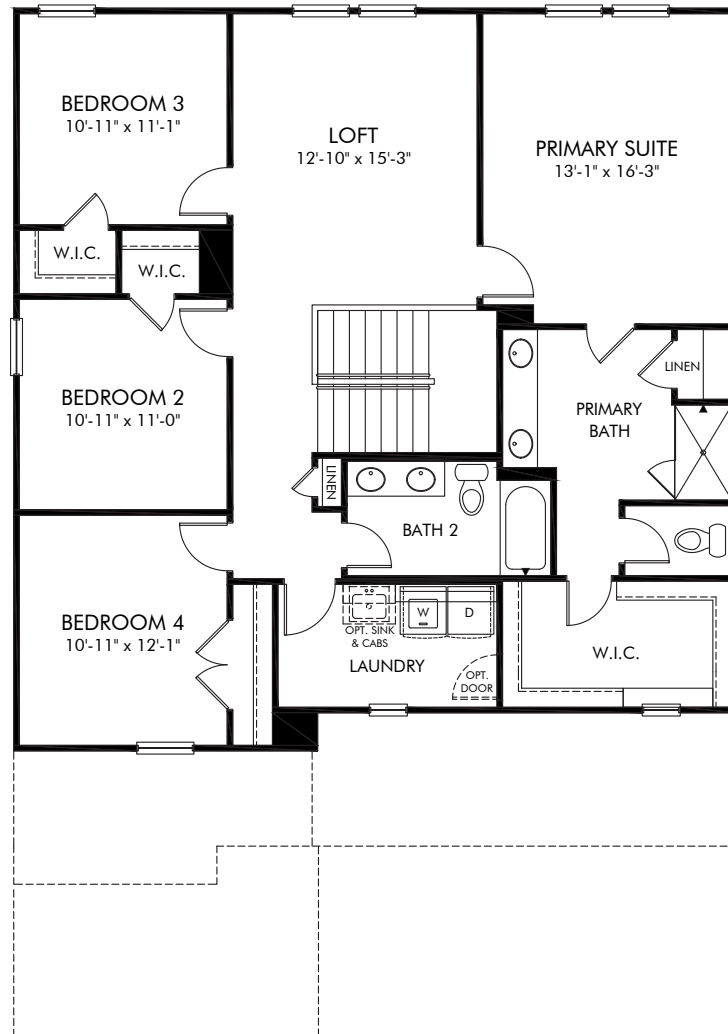 BEDROOM 3
10'-11" x 11'-1"
LOFT
12'-10" x 15'-3"
PRIMARY SUITE
13'-1" x 16'-3"
W.I.C.
W.I.C.
BEDROOM 2
10'-11" x 11'-0"
LINEN
PRIMARY
BATH
LINEN
BATH 2
BEDROOM 4
10'-11" x 12'-1"
OPT. SINK
& CABS
W
D
LAUNDRY
OPT.
DOOR
W.I.C.